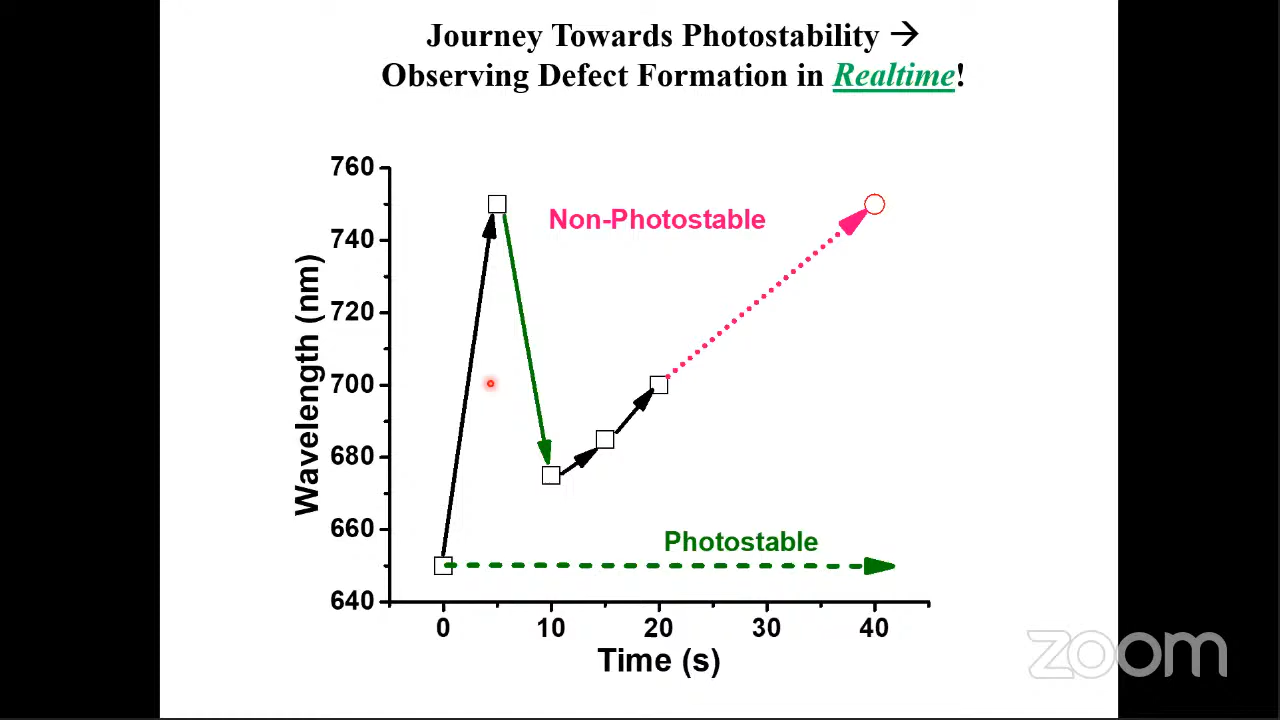 Journey Towards Photostability →
Observing Defect Formation in Realtime!
760
740
720
700
680
660
640
Wavelength (nm)
Non-Photostable
Photostable
0 10 20 30 40
Time (s)
zoom